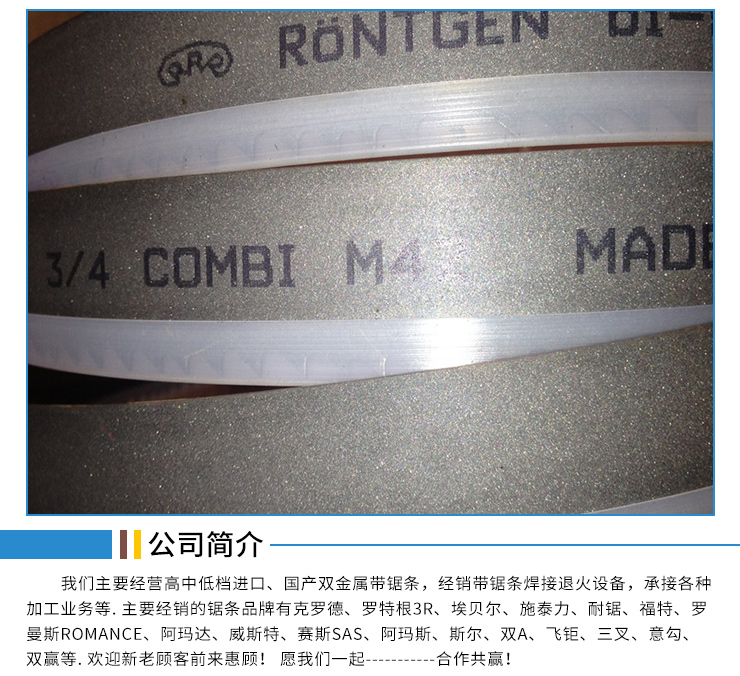 RRR RÖNTGEN bi-
3/4 COMBI M4 MADE
公司简介
我们主要经营高中低档进口、国产双金属带锯条，经销带锯条焊接退火设备，承接各种
加工业务等. 主要经销的锯条品牌有克罗德、罗特根3R、埃贝尔、施泰力、耐锯、福特、罗
曼斯ROMANCE、阿玛达、威斯特、赛斯SAS、阿玛斯、斯尔、双A、飞钜、三叉、意勾、
双赢等. 欢迎新老顾客前来惠顾！ 愿我们一起-----------合作共赢！